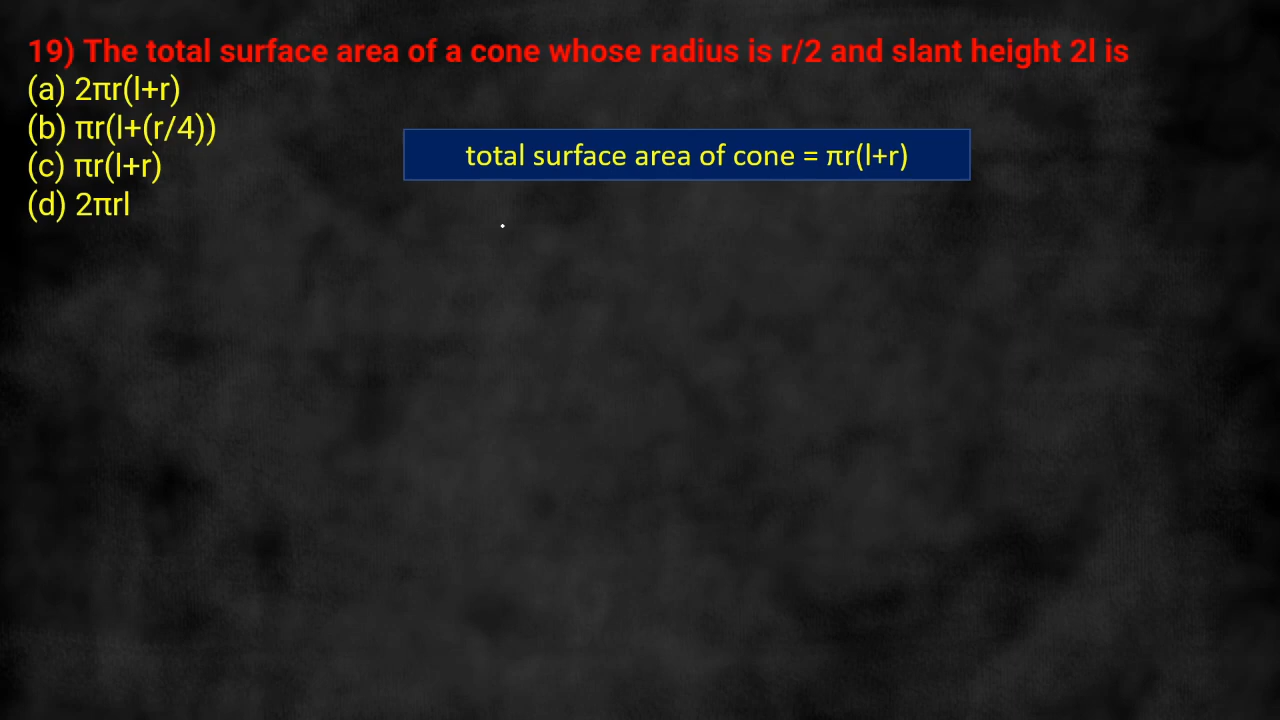 19) The total surface area of a cone whose radius is r/2 and slant height 2l is
(a) 2πr(l+r)
(b) πr(l+(r/4))
(c) πr(l+r)
(d) 2πrl
total surface area of cone = πr(l+r)